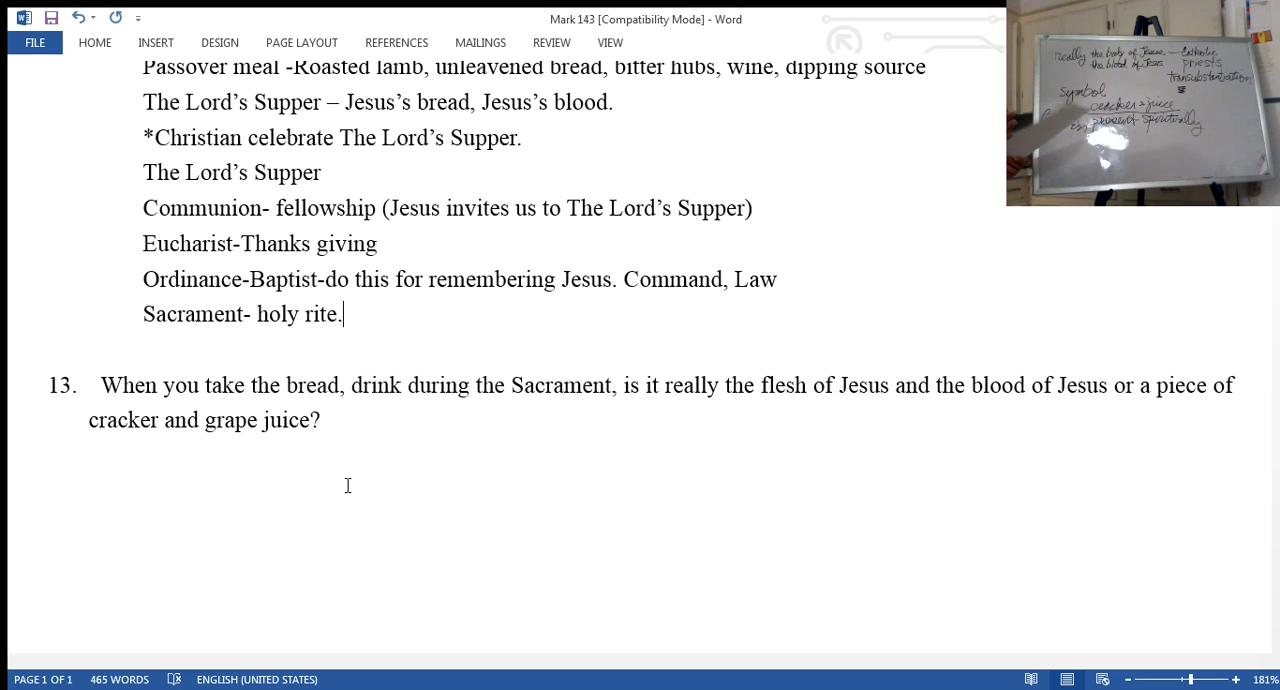 Mark 143 [Compatibility Mode] - Word
FILE HOME INSERT DESIGN PAGE LAYOUT REFERENCES MAILINGS REVIEW VIEW
Passover meal -Roasted lambs, unleavened bread, bitter hubs, wine, dipping source
The Lord’s Supper – Jesus’s bread, Jesus’s blood.
*Christian celebrate The Lord’s Supper.
The Lord’s Supper
Communion- fellowship (Jesus invites us to The Lord’s Supper)
Eucharist-Thanks giving
Ordinance-Baptist-do this for remembering Jesus. Command, Law
Sacrament- holy rite.
13. When you take the bread, drink during the Sacrament, is it really the flesh of Jesus and the blood of Jesus or a piece of
cracker and grape juice?
really the body of Jesus — Catholic
the blood of Jesus priests
transubstantiation
symbol
cracker & juice
present spiritually
PAGE 1 OF 1 465 WORDS ENGLISH (UNITED STATES) 181%